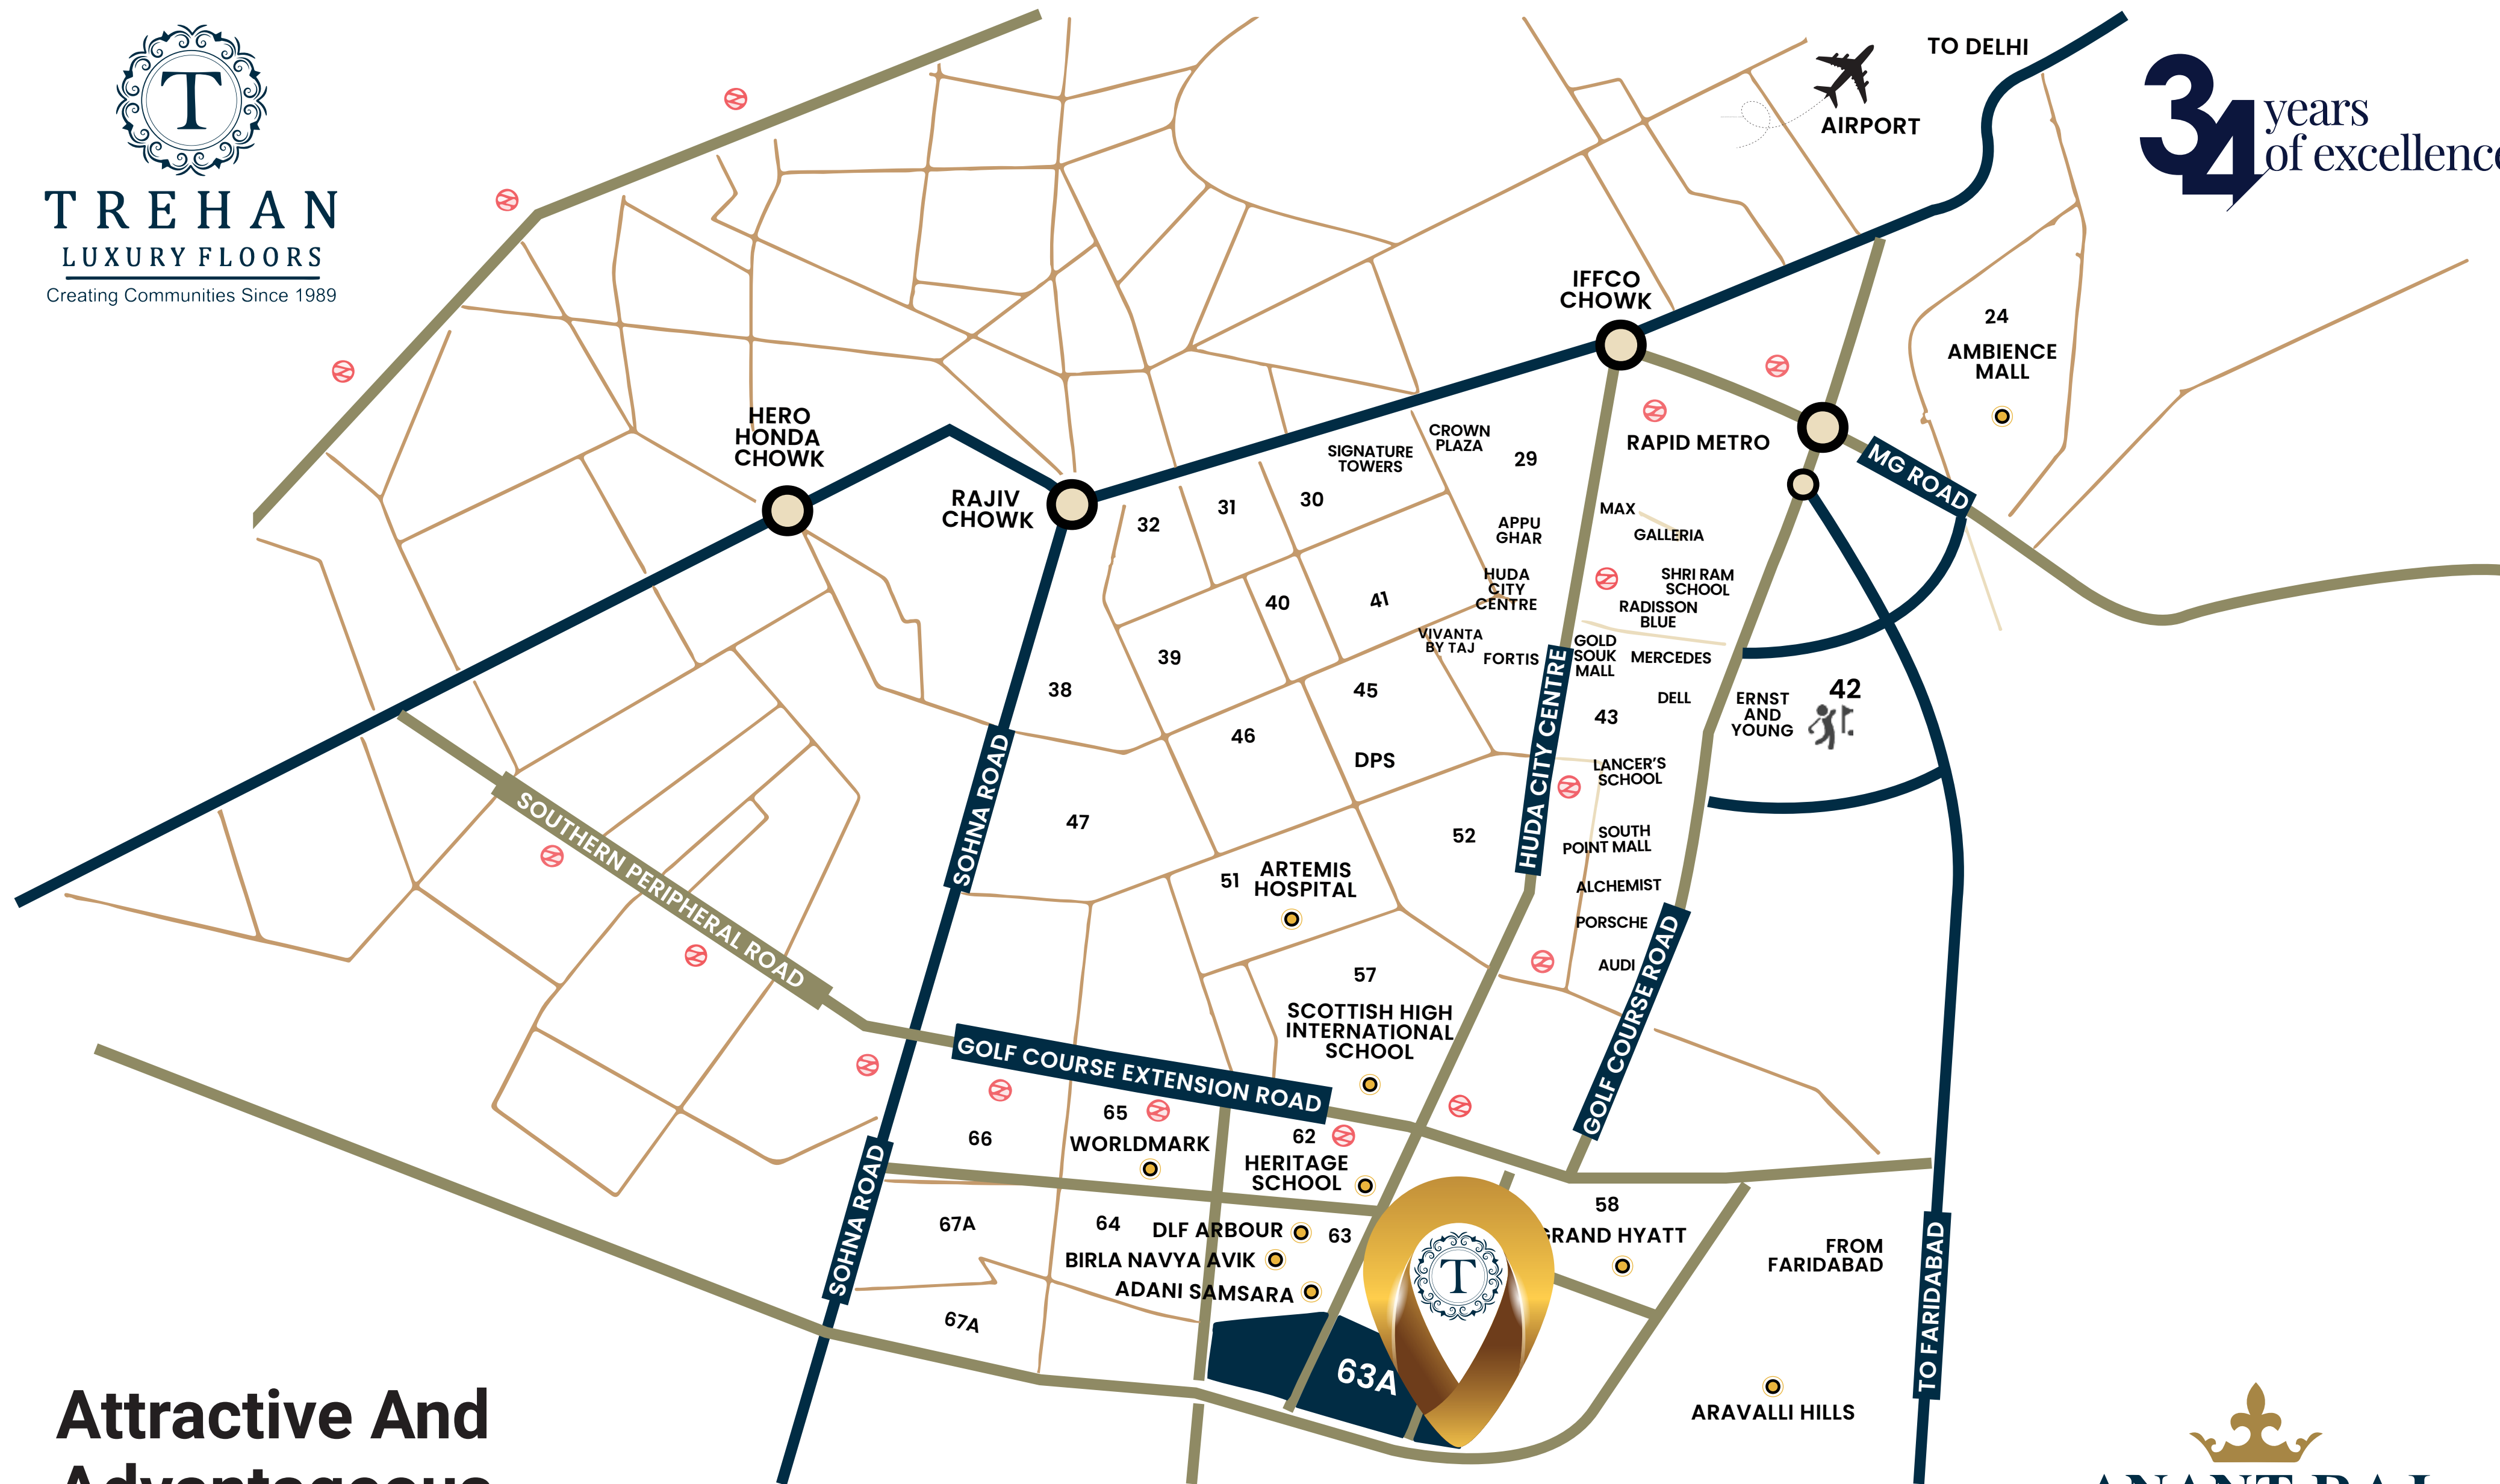 T
TREHAN
LUXURY FLOORS
Creating Communities Since 1989
TO DELHI
AIRPORT
34 years
of excellence
IFFCO
CHOWK
24
AMBIENCE
MALL
HERO
HONDA
CHOWK
RAJIV
CHOWK
SIGNATURE
TOWERS
CROWN
PLAZA
29
RAPID METRO
MG ROAD
32
31
30
APPU
GHAR
MAX
GALLERIA
HUDA
CITY
CENTRE
SHRI RAM
SCHOOL
RADISSON
BLUE
40
41
39
VIVANTA
BY TAJ
FORTIS
GOLD
SOUK
MALL
MERCEDES
DELL
38
45
46
43
ERNST
AND
YOUNG
42
DPS
HUDA CITY CENTRE
LANCER'S
SCHOOL
SOHNA ROAD
47
52
SOUTH
POINT MALL
SOUTHERN PERIPHERAL ROAD
51
ARTEMIS
HOSPITAL
ALCHEMIST
PORSCHE
AUDI
57
SCOTTISH HIGH
INTERNATIONAL
SCHOOL
GOLF COURSE ROAD
GOLF COURSE EXTENSION ROAD
65
66
WORLDMARK
62
HERITAGE
SCHOOL
SOHNA ROAD
67A
64
DLF ARBOUR
63
BIRLA NAVYA AVIK
ADANI SAMSARA
67A
58
GRAND HYATT
T
FROM
FARIDABAD
TO FARIDABAD
63A
ARAVALLI HILLS
Attractive And
Advantageous
ANANT RAJ